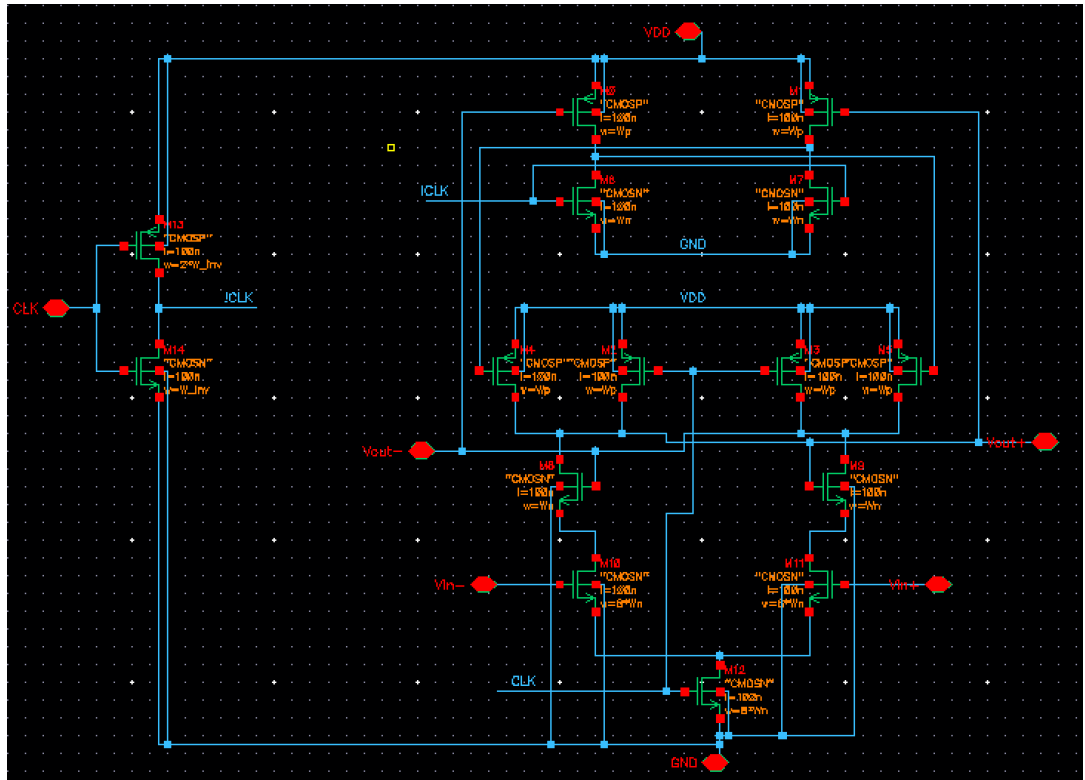 VDD
"CMOSP"
l=100n
w=Wp
"CMOSP"
l=100n
w=Wp
M6
"CMOSN"
l=100n
w=Wn
M7
"CMOSN"
l=100n
w=Wn
!CLK
GND
M13
"CMOSP"
l=100n
w=2*W_inv
!CLK
VDD
CLK
M14
"CMOSN"
l=100n
w=W_inv
"CMOSP"
l=100n
w=Wp
"CMOSP"
l=100n
w=Wp
M3
"CMOSP"
l=100n
w=Wp
"CMOSP"
l=100n
w=Wp
Vout-
Vout+
M8
"CMOSN"
l=100n
w=Wn
M9
"CMOSN"
l=100n
w=Wn
Vin-
M10
"CMOSN"
l=100n
w=6*Wn
M11
"CMOSN"
l=100n
w=6*Wn
Vin+
CLK
M12
"CMOSN"
l=100n
w=8*Wn
GND